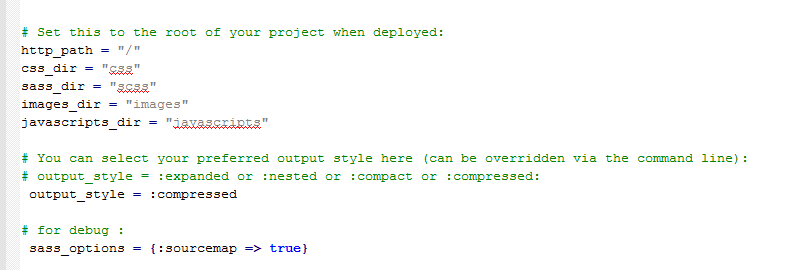 # Set this to the root of your project when deployed:
http_path = "/"
css_dir = "css"
sass_dir = "scss"
images_dir = "images"
javascripts_dir = "javascripts"
# You can select your preferred output style here (can be overridden via the command line):
# output_style = :expanded or :nested or :compact or :compressed:
output_style = :compressed
# for debug :
sass_options = {:sourcemap => true}